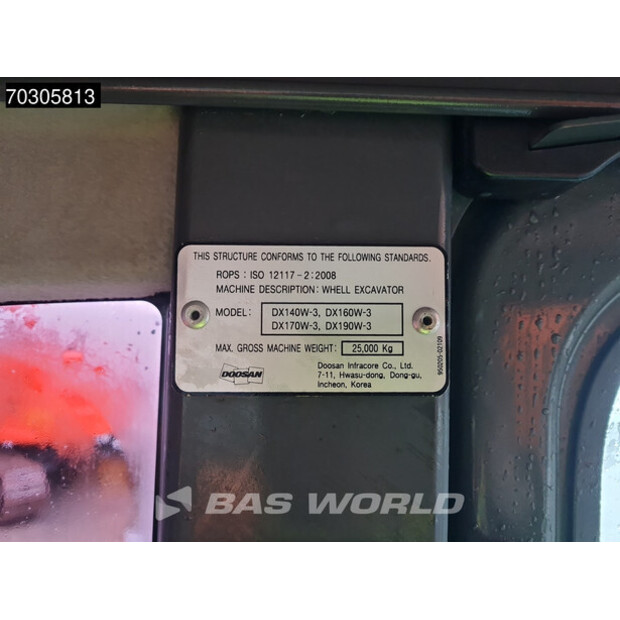 70305813
THIS STRUCTURE CONFORMS TO THE FOLLOWING STANDARDS.
ROPS : ISO 12117-2:2008
MACHINE DESCRIPTION: WHELL EXCAVATOR
MODEL: DX140W-3, DX160W-3
DX170W-3, DX190W-3
MAX. GROSS MACHINE WEIGHT: 25,000 Kg
DOOSAN
Doosan Infracore Co., Ltd.
7-11, Hwasu-dong, Dong-gu,
Incheon, Korea
950205-02109
BAS WORLD